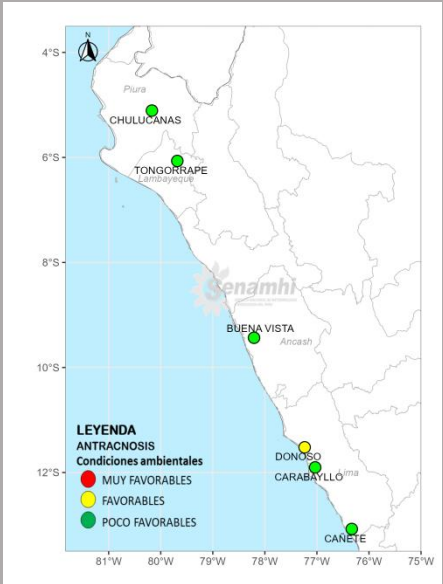 N
4°S
Piura
CHULUCANAS
6°S
TONGORRAPE
Lambayeque
8°S
Senamhi
BUENA VISTA
Ancash
10°S
LEYENDA
ANTRACNOSIS
Condiciones ambientales
MUY FAVORABLES
FAVORABLES
POCO FAVORABLES
DONOSO
12°S
CARABAYLLO
Lima
CAÑETE
81°W
80°W
79°W
78°W
77°W
76°W
75°W